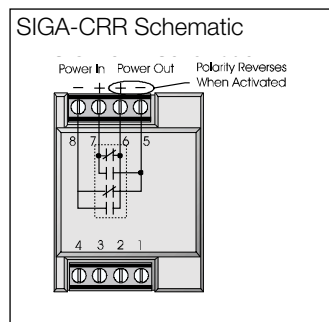 SIGA-CRR Schematic
Power In Power Out Polarity Reverses
When Activated
− + + −
8 7 6 5
4 3 2 1